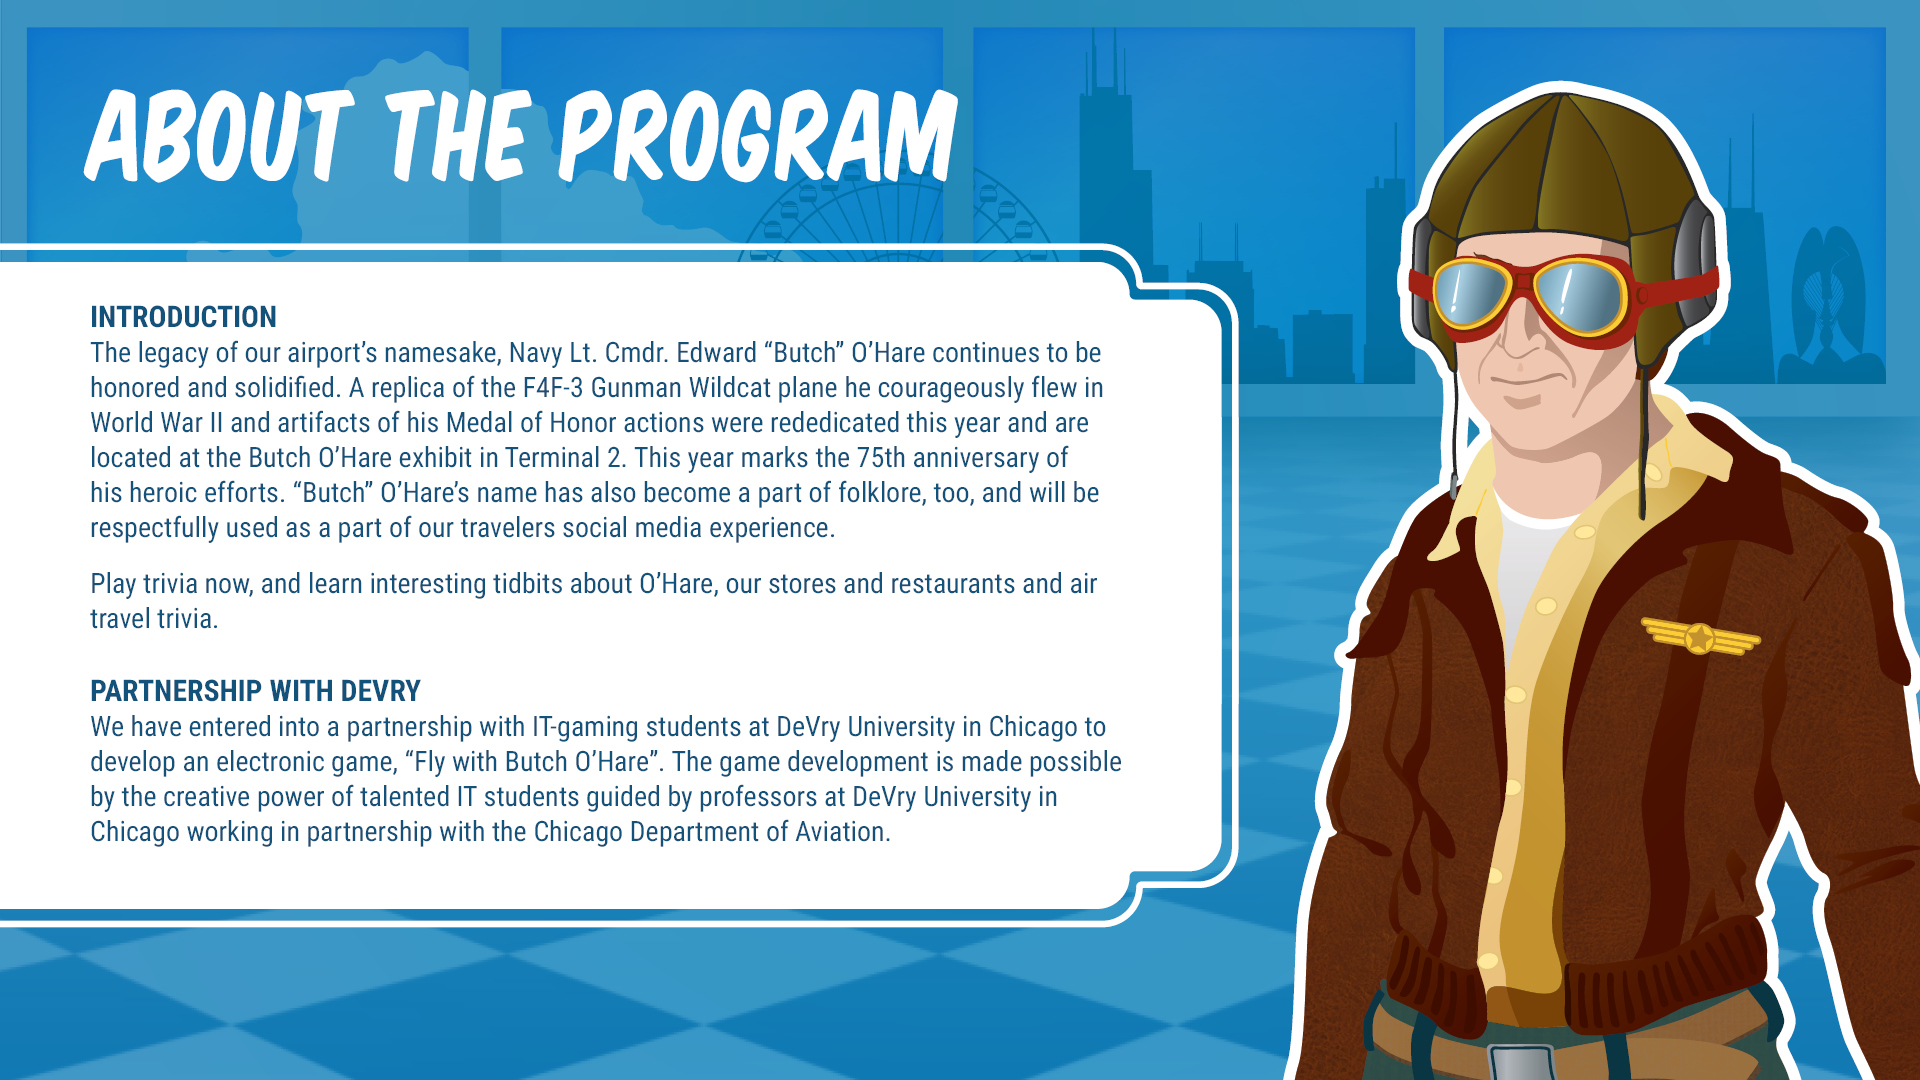 ABOUT THE PROGRAM
INTRODUCTION
The legacy of our airport’s namesake, Navy Lt. Cmdr. Edward “Butch” O’Hare continues to be
honored and solidified. A replica of the F4F-3 Gunman Wildcat plane he courageously flew in
World War II and artifacts of his Medal of Honor actions were rededicated this year and are
located at the Butch O’Hare exhibit in Terminal 2. This year marks the 75th anniversary of
his heroic efforts. “Butch” O’Hare’s name has also become a part of folklore, too, and will be
respectfully used as a part of our travelers social media experience.
Play trivia now, and learn interesting tidbits about O’Hare, our stores and restaurants and air
travel trivia.
PARTNERSHIP WITH DEVRY
We have entered into a partnership with IT-gaming students at DeVry University in Chicago to
develop an electronic game, “Fly with Butch O’Hare”. The game development is made possible
by the creative power of talented IT students guided by professors at DeVry University in
Chicago working in partnership with the Chicago Department of Aviation.